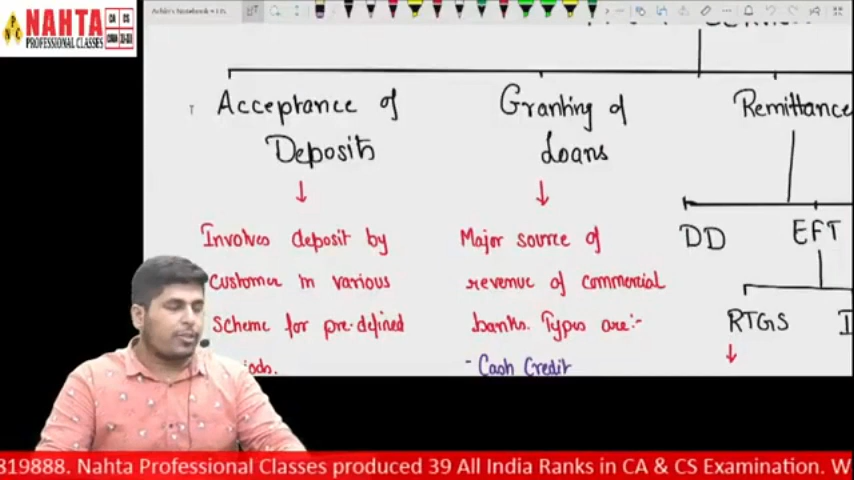 NAHTA
PROFESSIONAL CLASSES
CA CS
Acceptance of
Deposits
Granting of
Loans
Remittance
DD
EFT
RTGS
Involves deposit by
customer in various
scheme for pre-defined
Major source of
revenue of commercial
banks. Types are:-
- Cash Credit
819888. Nahta Professional Classes produced 39 All India Ranks in CA & CS Examination. W